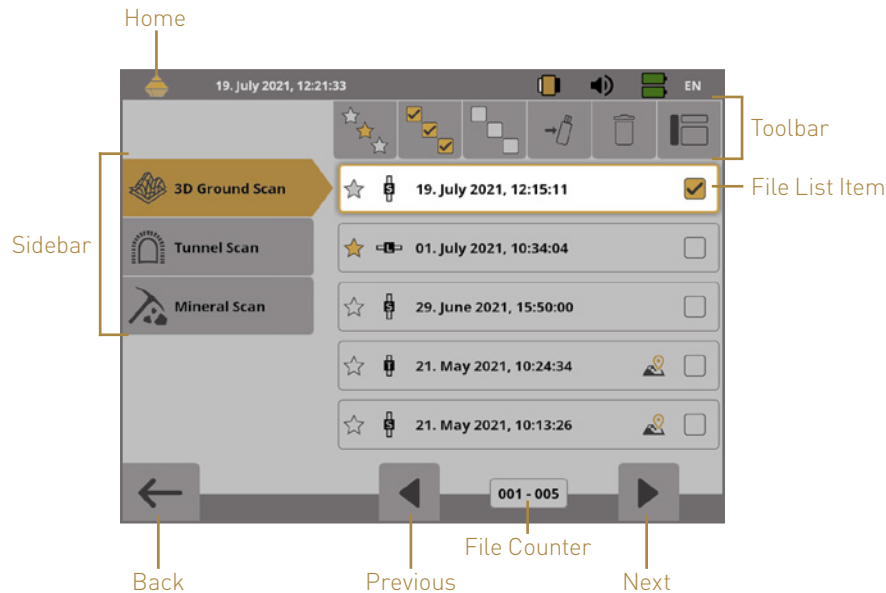 Home
19. July 2021, 12:21:33
EN
Toolbar
3D Ground Scan
S
19. July 2021, 12:15:11
File List Item
Sidebar
Tunnel Scan
L
01. July 2021, 10:34:04
Mineral Scan
S
29. June 2021, 15:50:00
T
21. May 2021, 10:24:34
S
21. May 2021, 10:13:26
001 - 005
File Counter
Back
Previous
Next